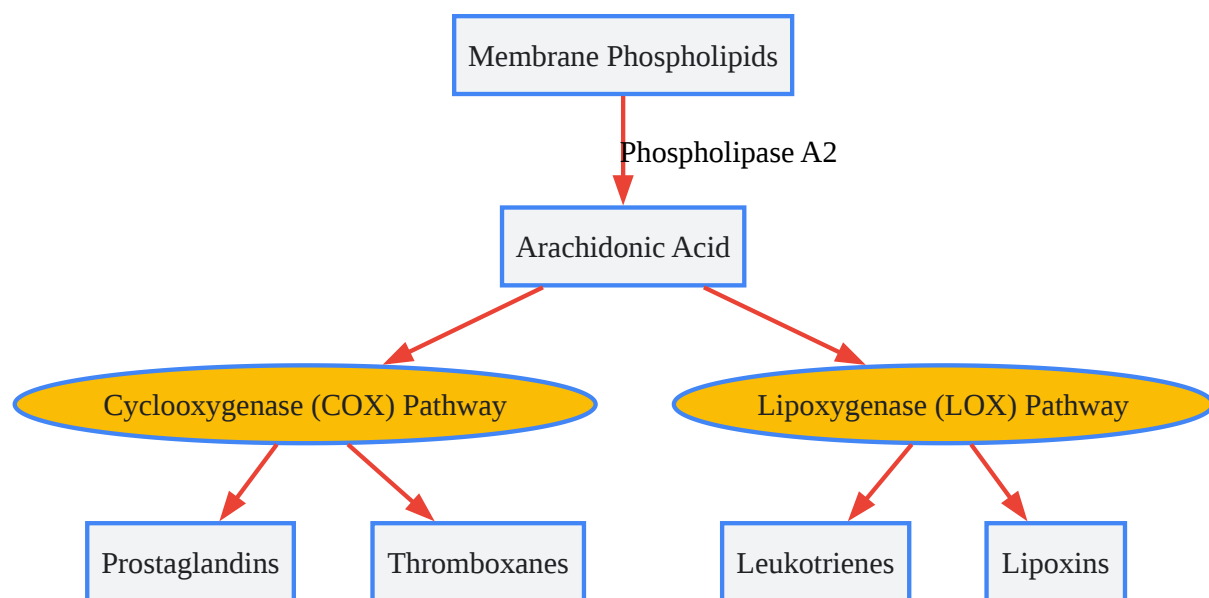 Membrane Phospholipids
Phospholipase A2
Arachidonic Acid
Cyclooxygenase (COX) Pathway
Lipoxygenase (LOX) Pathway
Prostaglandins
Thromboxanes
Leukotrienes
Lipoxins